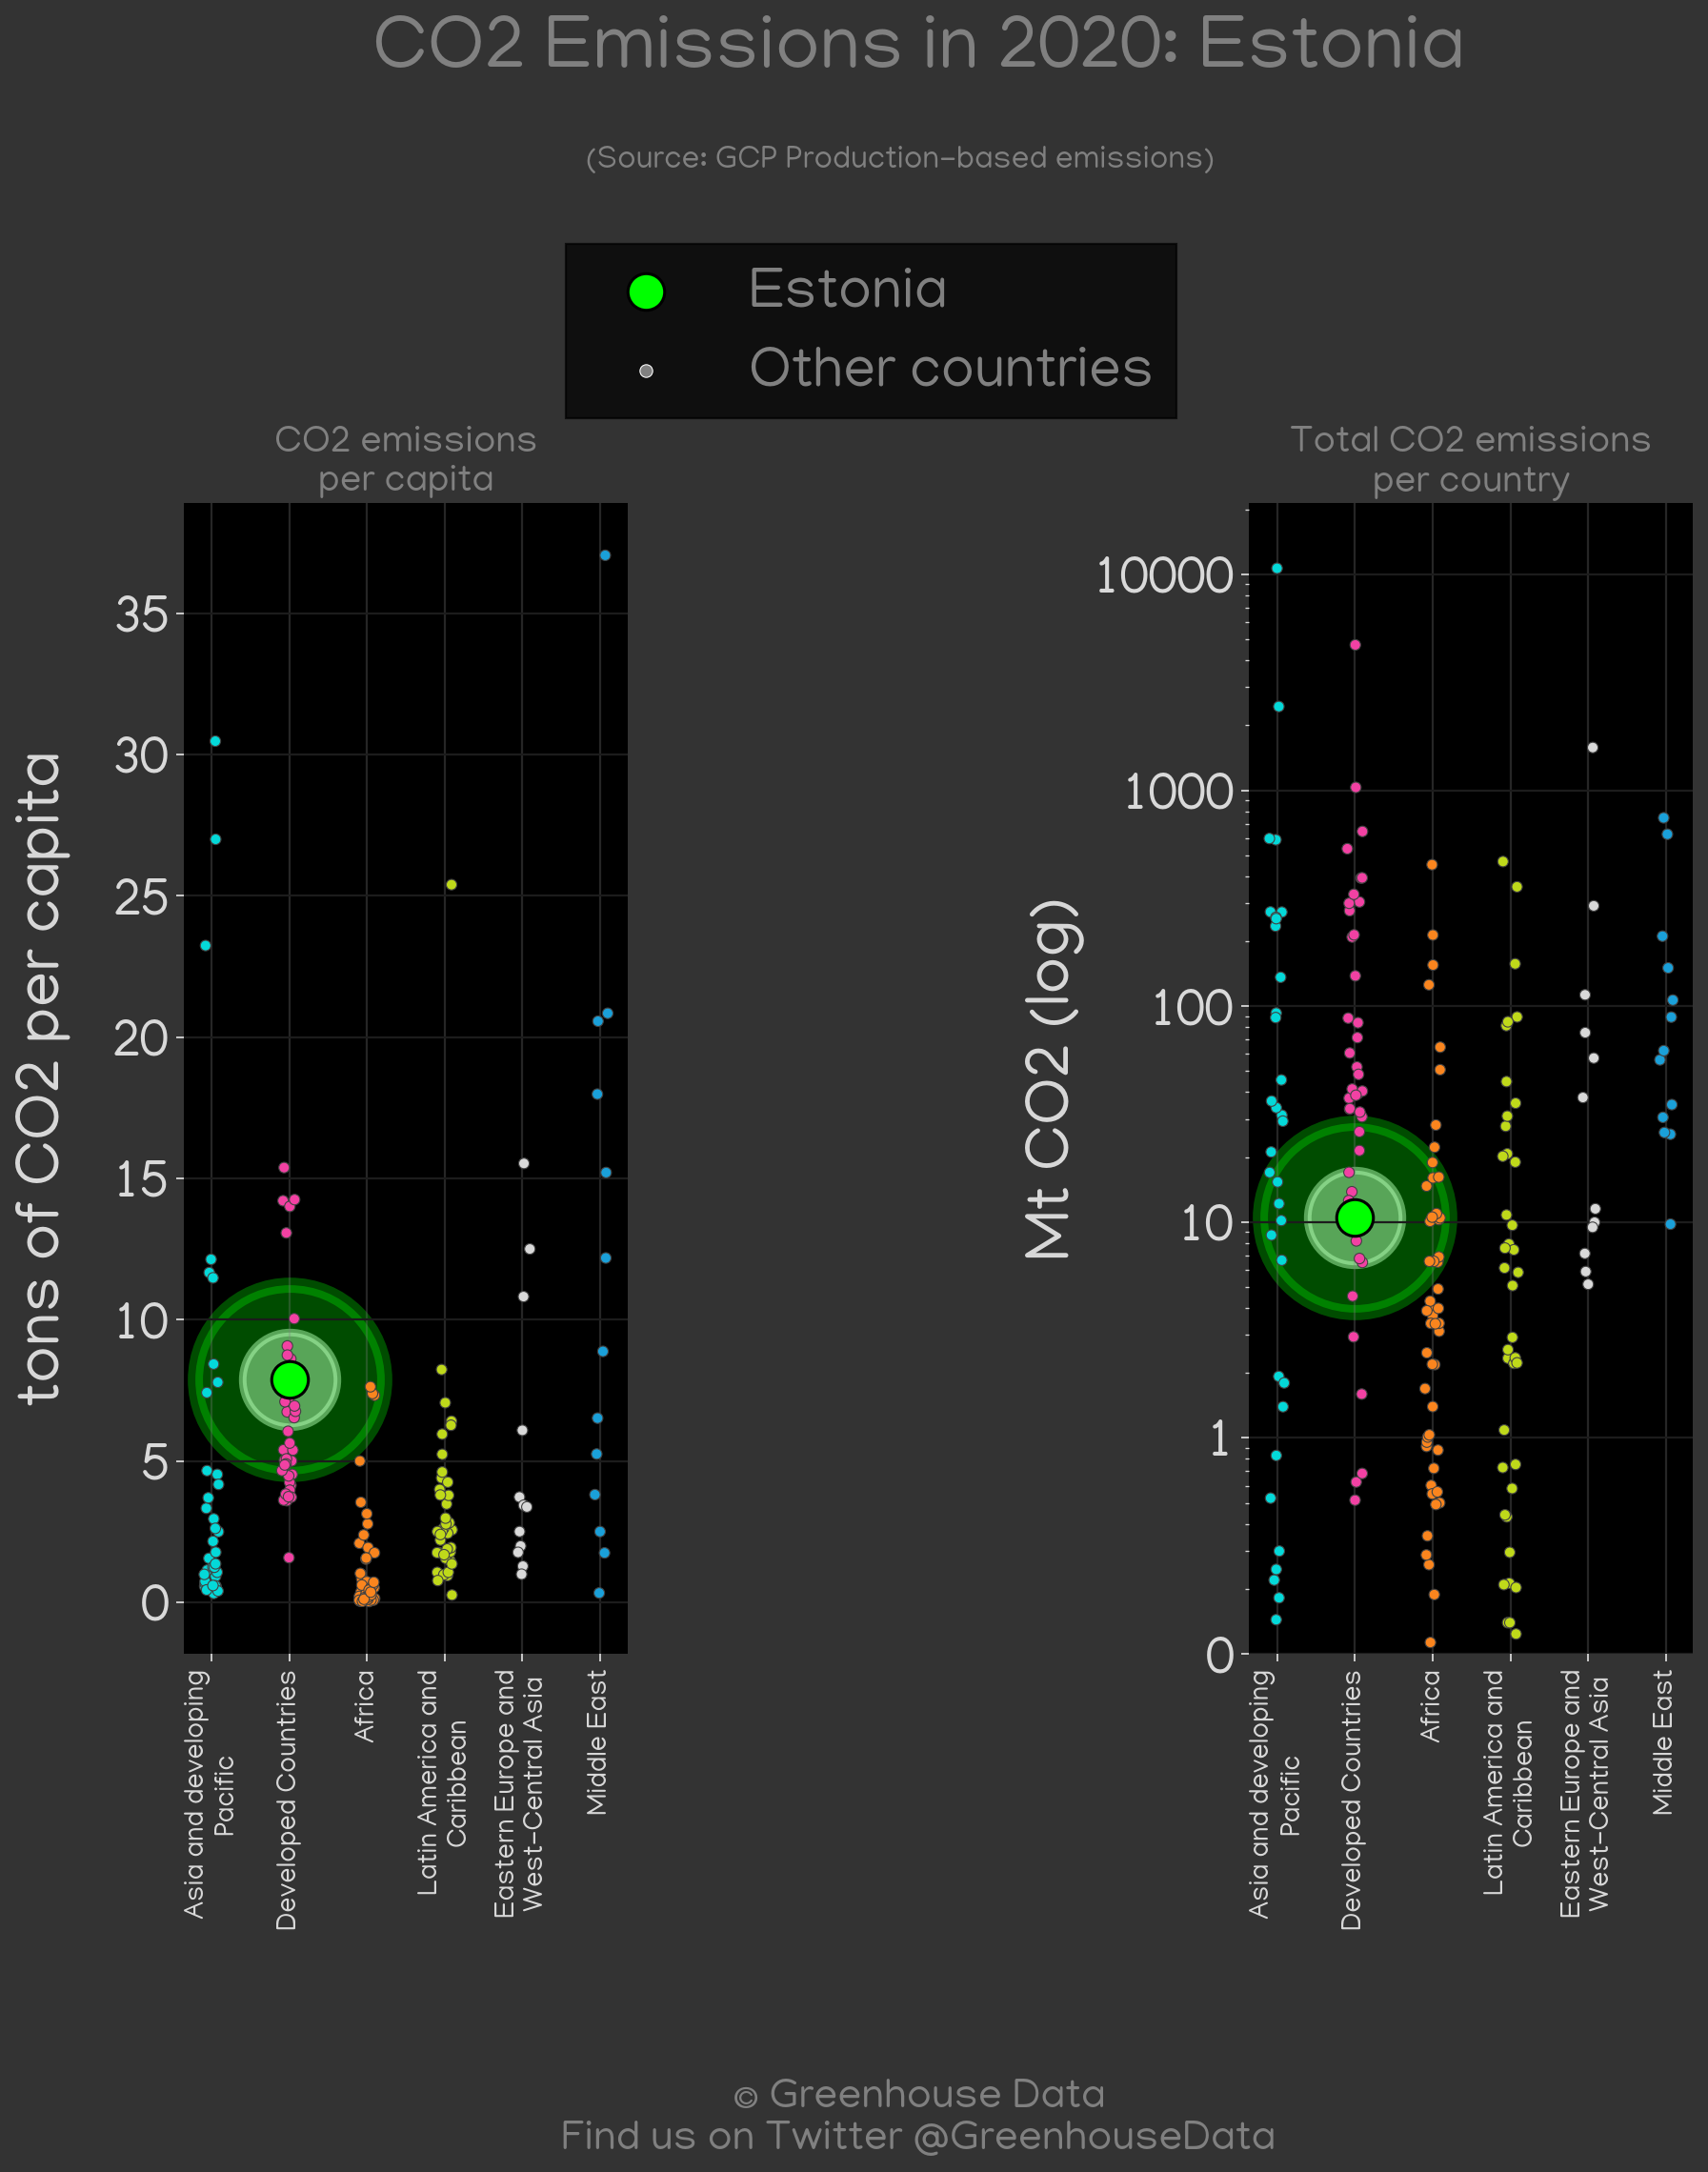 CO2 Emissions in 2020: Estonia
(Source: GCP Production-based emissions)
Estonia
Other countries
CO2 emissions
per capita
tons of CO2 per capita
35
30
25
20
15
10
5
0
Asia and developing
Pacific
Developed Countries
Africa
Latin America and
Caribbean
Eastern Europe and
West-Central Asia
Middle East
Total CO2 emissions
per country
Mt CO2 (log)
10000
1000
100
10
1
0
Asia and developing
Pacific
Developed Countries
Africa
Latin America and
Caribbean
Eastern Europe and
West-Central Asia
Middle East
© Greenhouse Data
Find us on Twitter @GreenhouseData